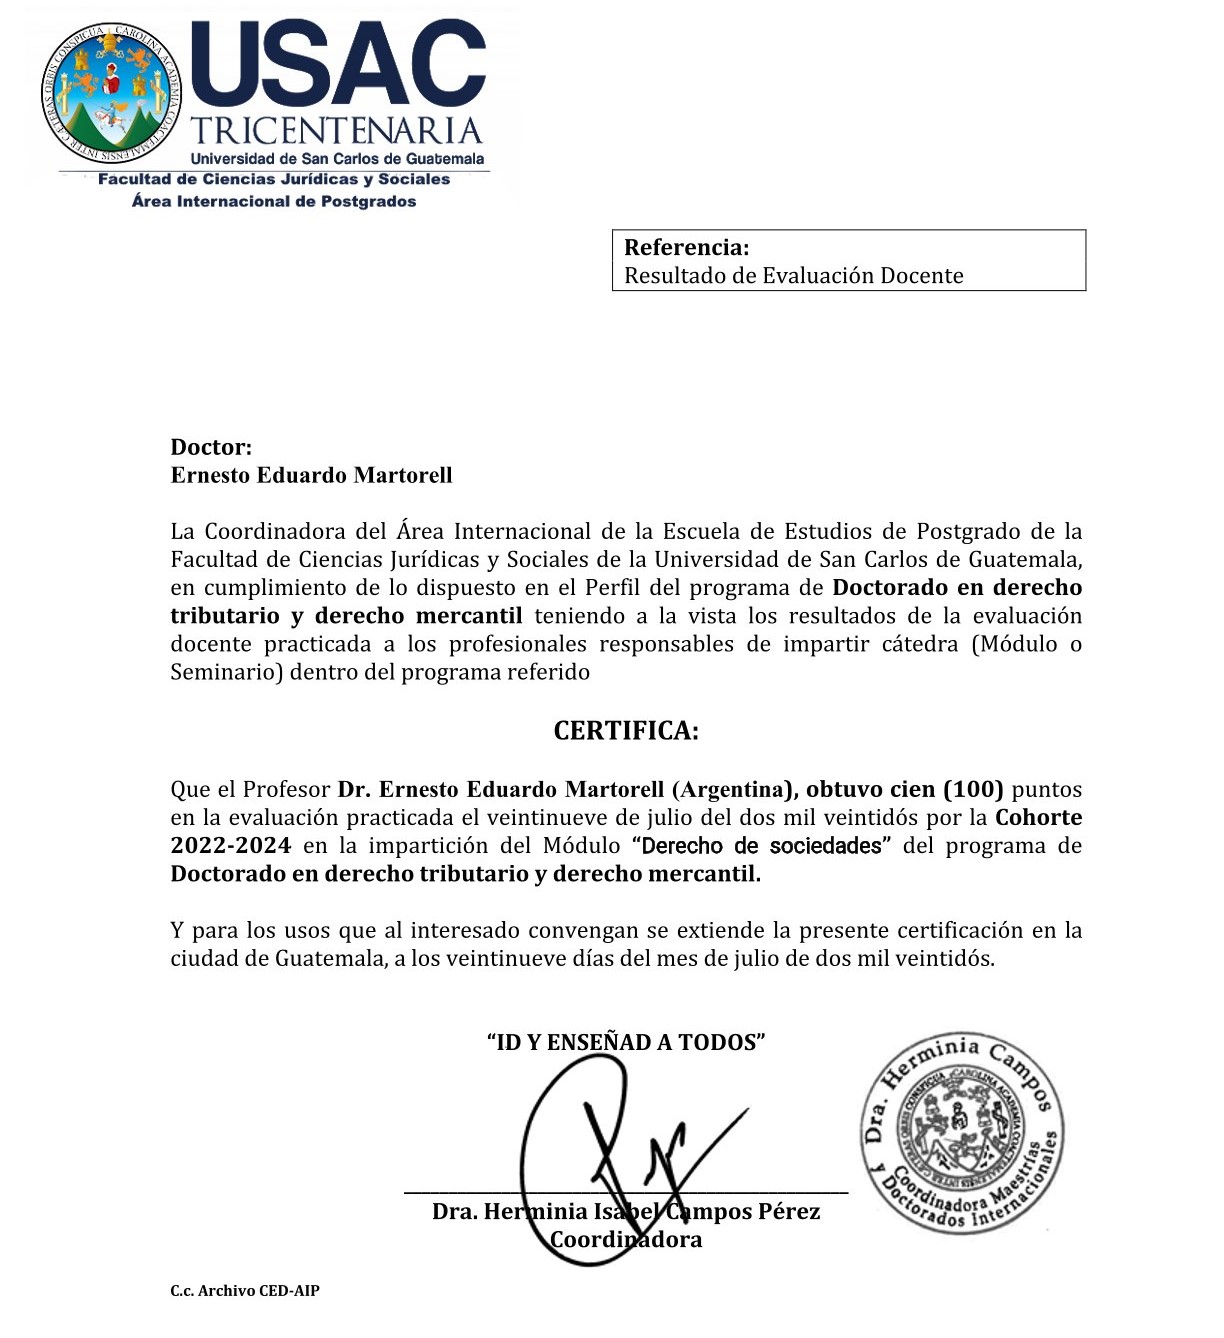 CONSPICUA CAROLINA ACADEMIA COACTEMALENSIS INTER CÆTERAS ORBIS
USAC
TRICENTENARIA
Universidad de San Carlos de Guatemala
Facultad de Ciencias Jurídicas y Sociales
Área Internacional de Postgrados
Referencia:
Resultado de Evaluación Docente
Doctor:
Ernesto Eduardo Martorell
La Coordinadora del Área Internacional de la Escuela de Estudios de Postgrado de la
Facultad de Ciencias Jurídicas y Sociales de la Universidad de San Carlos de Guatemala,
en cumplimiento de lo dispuesto en el Perfil del programa de Doctorado en derecho
tributario y derecho mercantil teniendo a la vista los resultados de la evaluación
docente practicada a los profesionales responsables de impartir cátedra (Módulo o
Seminario) dentro del programa referido
CERTIFICA:
Que el Profesor Dr. Ernesto Eduardo Martorell (Argentina), obtuvo cien (100) puntos
en la evaluación practicada el veintinueve de julio del dos mil veintidós por la Cohorte
2022-2024 en la impartición del Módulo “Derecho de sociedades” del programa de
Doctorado en derecho tributario y derecho mercantil.
Y para los usos que al interesado convengan se extiende la presente certificación en la
ciudad de Guatemala, a los veintinueve días del mes de julio de dos mil veintidós.
“ID Y ENSEÑAD A TODOS”
Dra. Herminia Campos
Coordinadora Maestrías
y Doctorados Internacionales
CONSPICUA CAROLINA ACADEMIA COACTEMALENSIS INTER CÆTERAS ORBIS
Dra. Herminia Isabel Campos Pérez
Coordinadora
C.c. Archivo CED-AIP